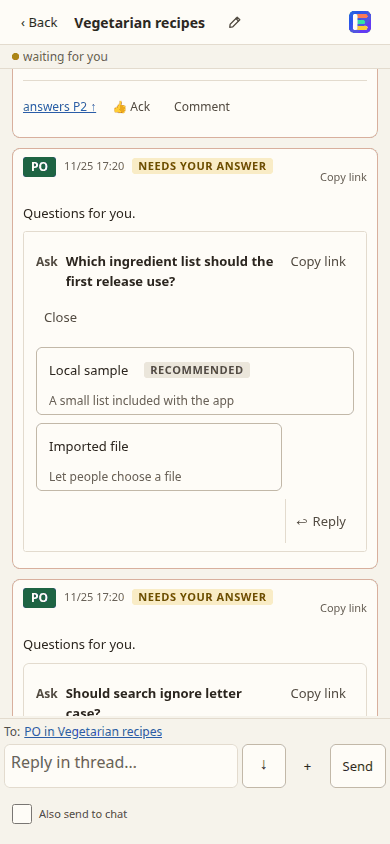 ‹ Back Vegetarian recipes
waiting for you
answers P2 ↑ 👍 Ack Comment
PO 11/25 17:20 NEEDS YOUR ANSWER
Copy link
Questions for you.
Ask Which ingredient list should the Copy link
first release use?
Close
Local sample RECOMMENDED
A small list included with the app
Imported file
Let people choose a file
↩ Reply
PO 11/25 17:20 NEEDS YOUR ANSWER
Copy link
Questions for you.
Ask Should search ignore letter Copy link
case?
To: PO in Vegetarian recipes
Reply in thread... ↓ + Send
Also send to chat